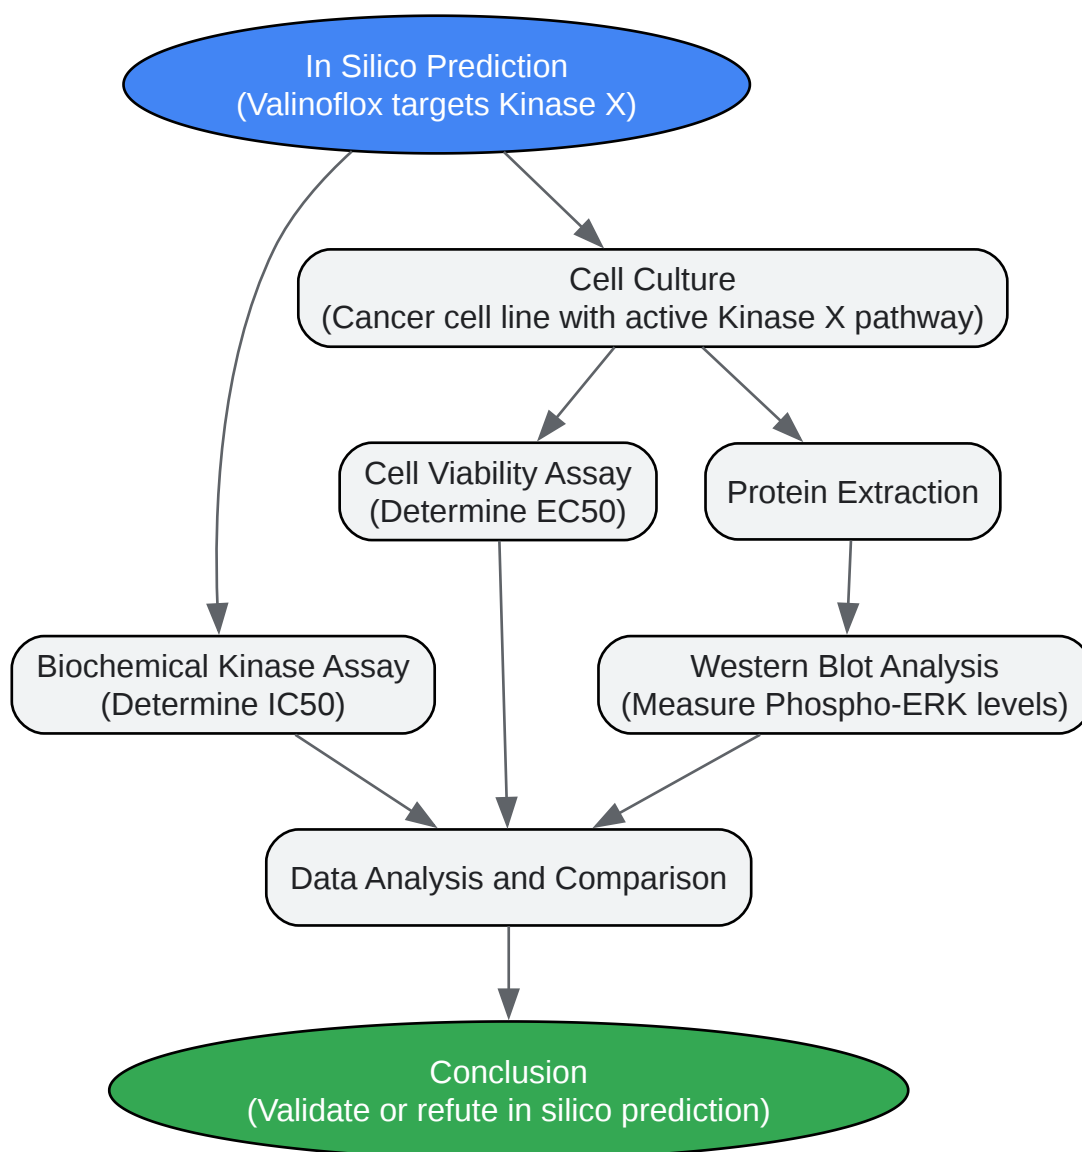 In Silico Prediction
(Valinoflox targets Kinase X)
Cell Culture
(Cancer cell line with active Kinase X pathway)
Cell Viability Assay
(Determine EC50)
Protein Extraction
Biochemical Kinase Assay
(Determine IC50)
Western Blot Analysis
(Measure Phospho-ERK levels)
Data Analysis and Comparison
Conclusion
(Validate or refute in silico prediction)